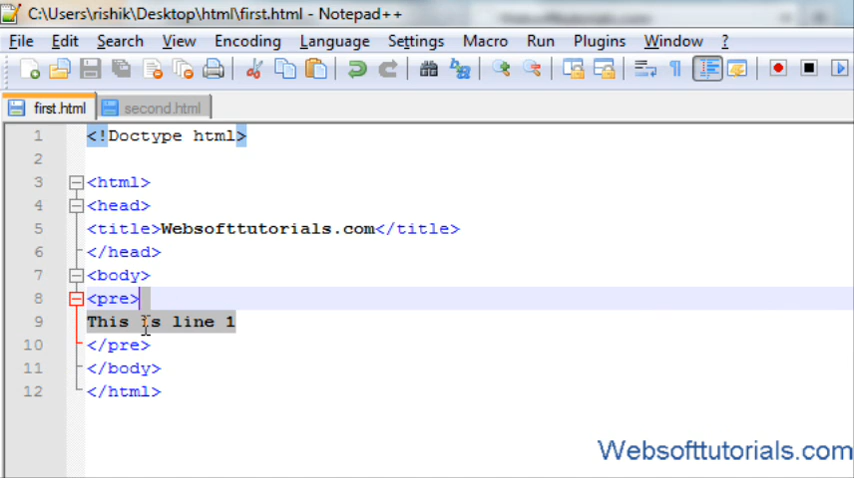 C:\Users\rishik\Desktop\html\first.html - Notepad++
File Edit Search View Encoding Language Settings Macro Run Plugins Window ?
first.html second.html
1 <!Doctype html>
2
3 <html>
4 <head>
5 <title>Websofttutorials.com</title>
6 </head>
7 <body>
8 <pre>
9 This is line 1
10 </pre>
11 </body>
12 </html>
Websofttutorials.com